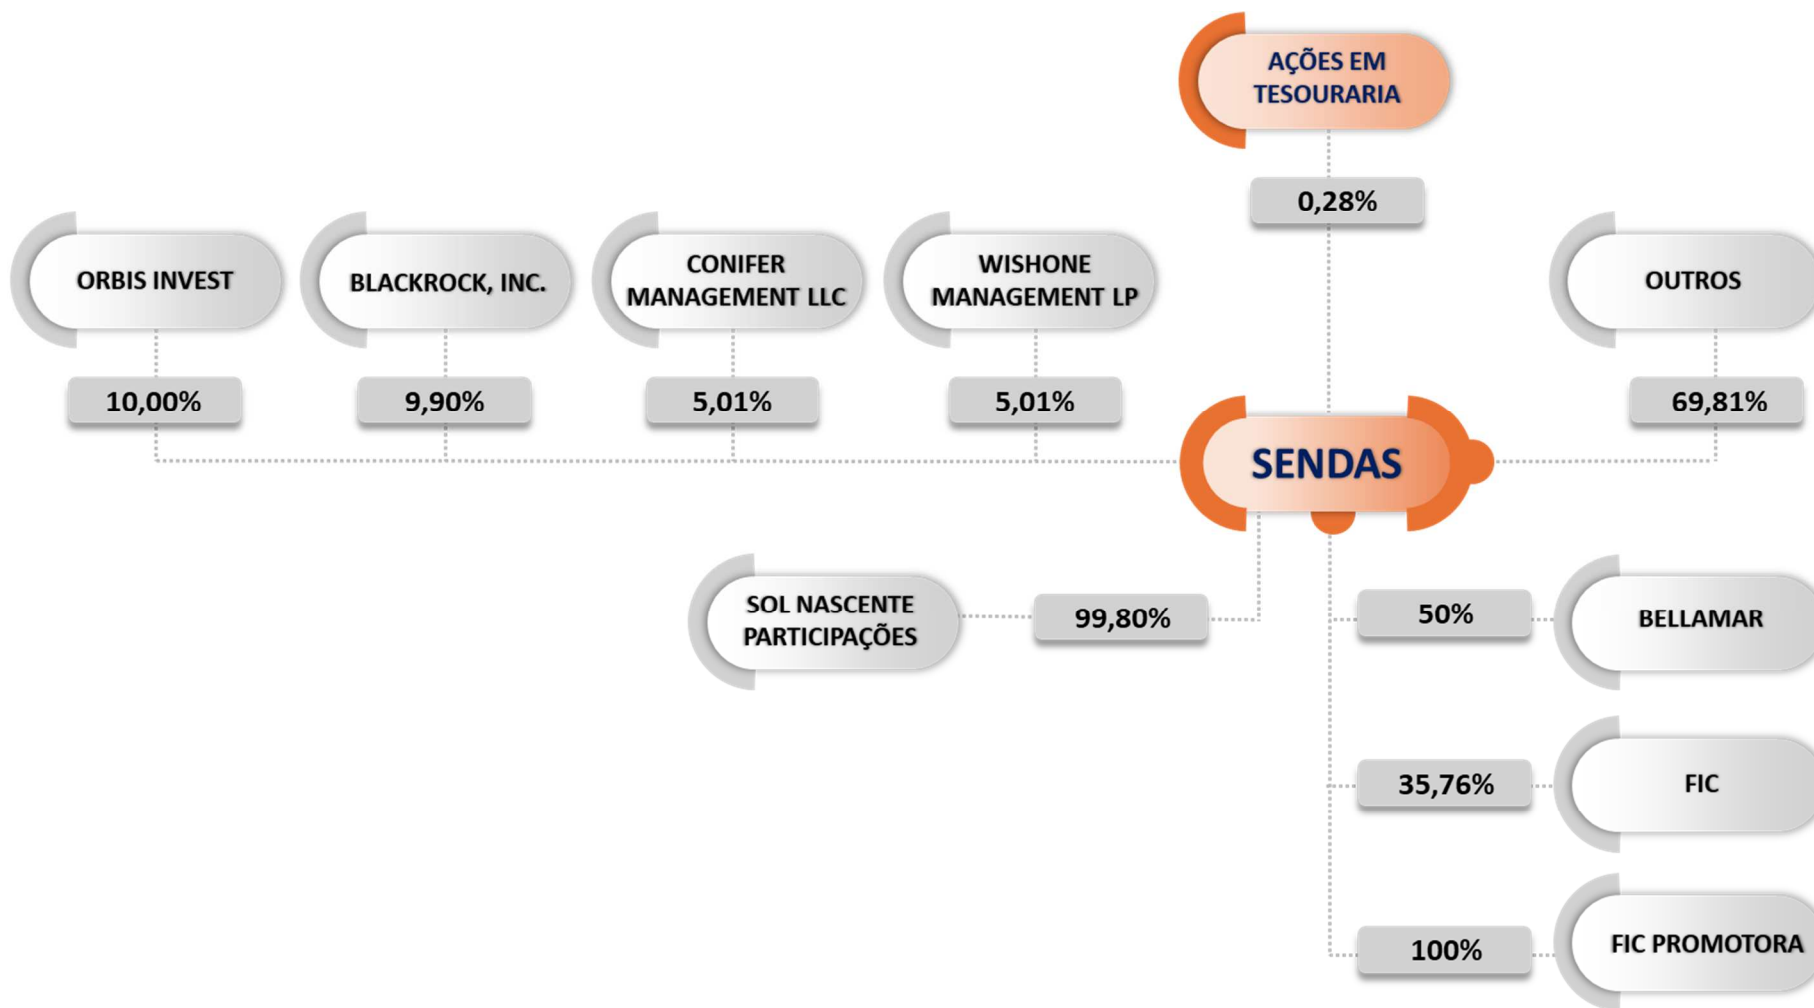 AÇÕES EM
TESOURARIA
0,28%
ORBIS INVEST
BLACKROCK, INC.
CONIFER
MANAGEMENT LLC
WISHONE
MANAGEMENT LP
OUTROS
10,00%
9,90%
5,01%
5,01%
69,81%
SENDAS
SOL NASCENTE
PARTICIPAÇÕES
99,80%
50%
BELLAMAR
35,76%
FIC
100%
FIC PROMOTORA